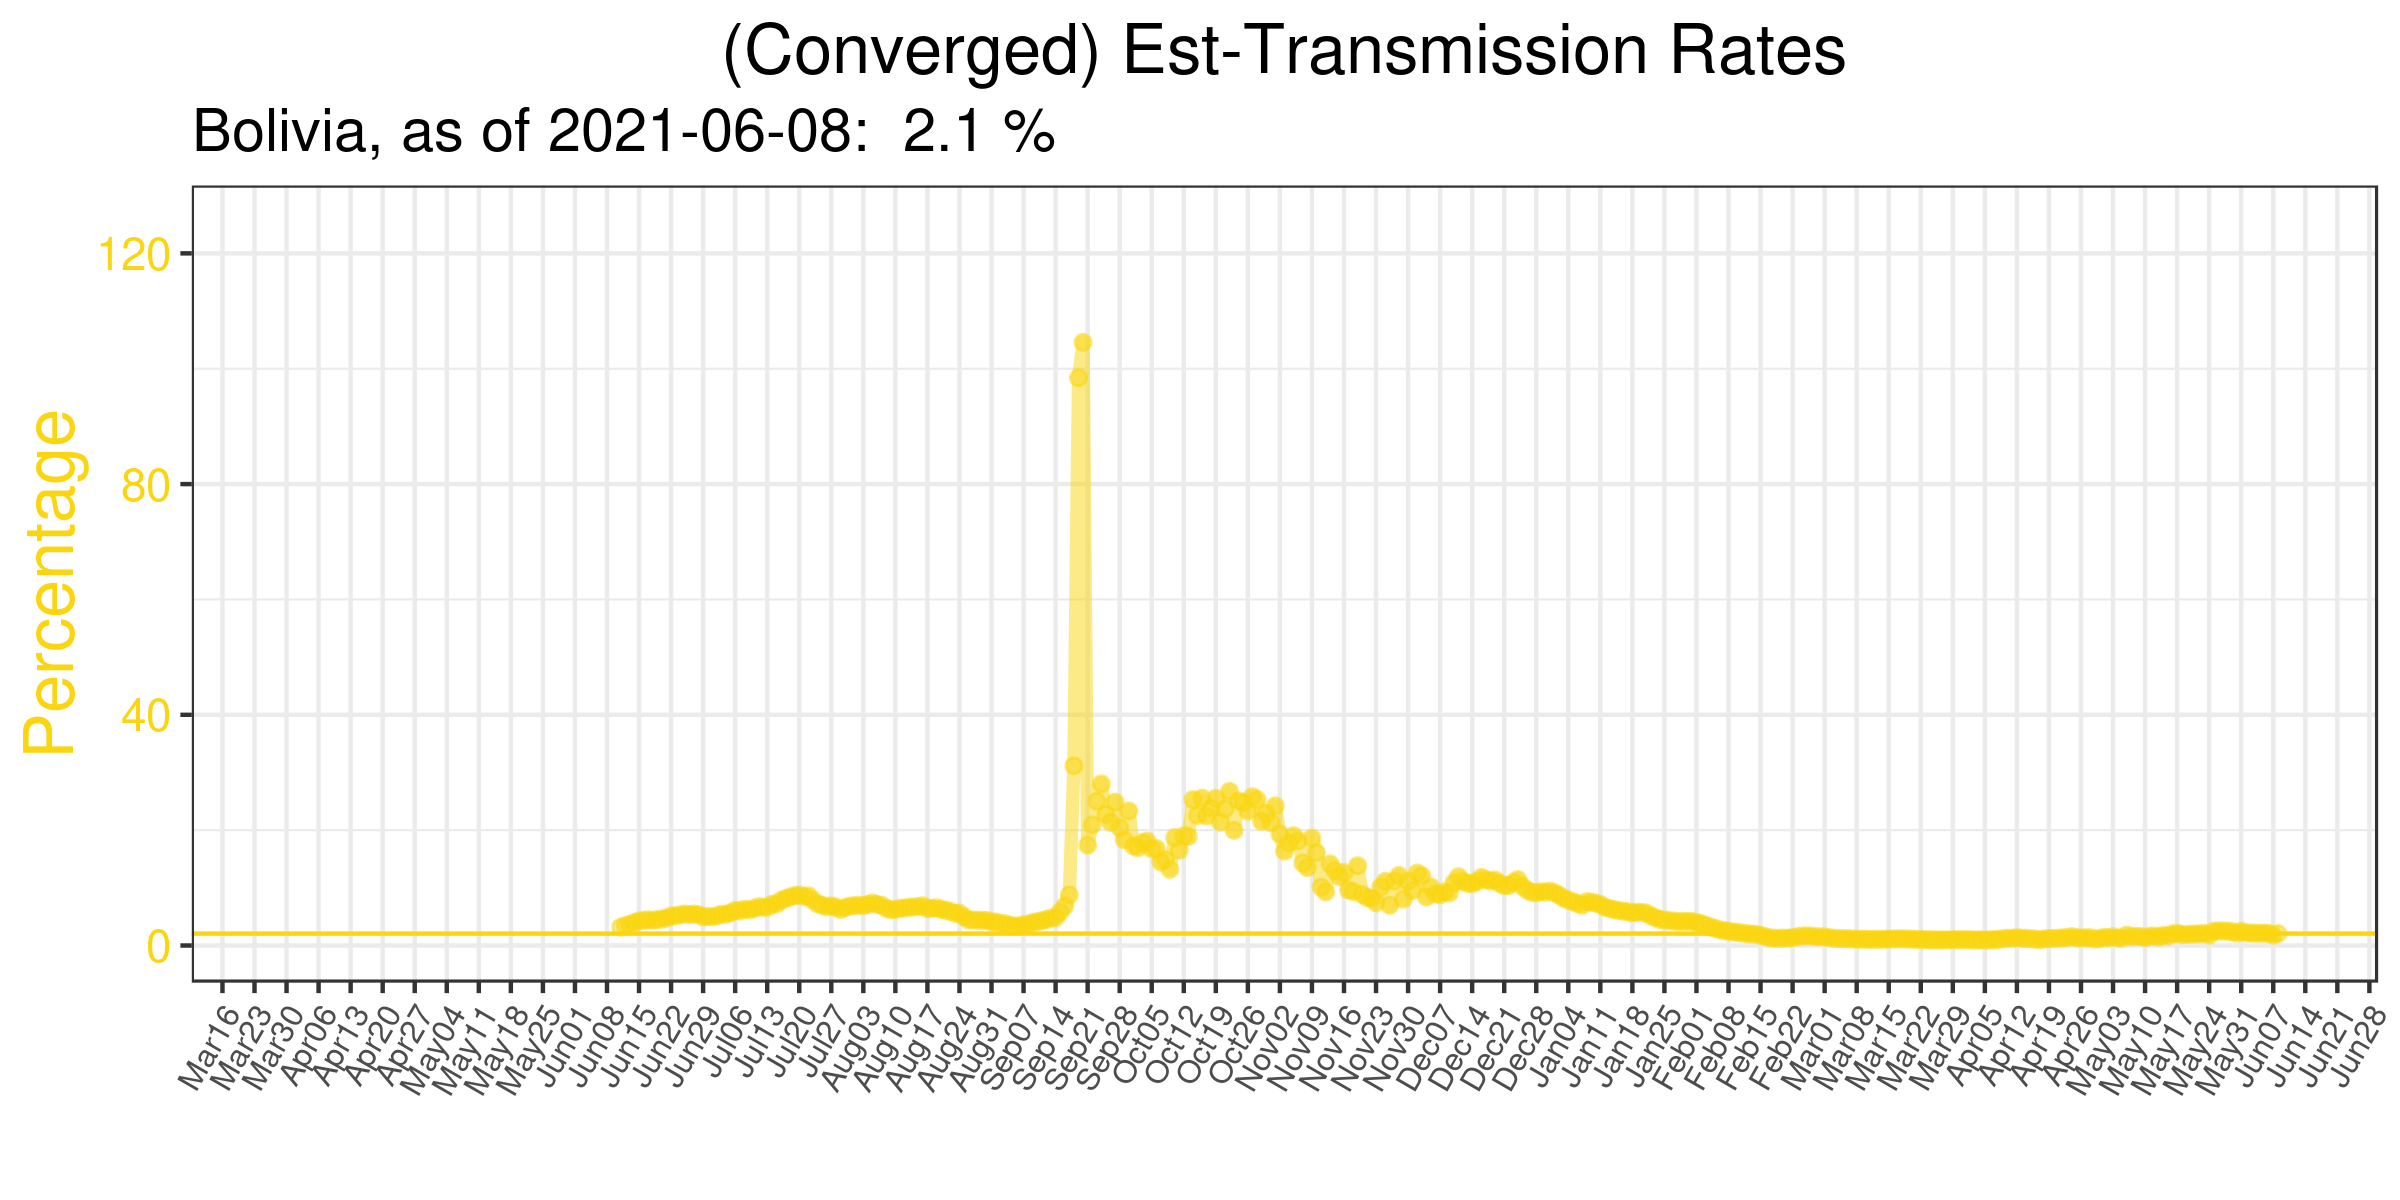 (Converged) Est-Transmission Rates
Bolivia, as of 2021-06-08:  2.1 %
Percentage
120
80
40
0
Mar16 Mar23 Mar30 Apr06 Apr13 Apr20 Apr27 May04 May11 May18 May25 Jun01 Jun08 Jun15 Jun22 Jun29 Jul06 Jul13 Jul20 Jul27 Aug03 Aug10 Aug17 Aug24 Aug31 Sep07 Sep14 Sep21 Sep28 Oct05 Oct12 Oct19 Oct26 Nov02 Nov09 Nov16 Nov23 Nov30 Dec07 Dec14 Dec21 Dec28 Jan04 Jan11 Jan18 Jan25 Feb01 Feb08 Feb15 Feb22 Mar01 Mar08 Mar15 Mar22 Mar29 Apr05 Apr12 Apr19 Apr26 May03 May10 May17 May24 May31 Jun07 Jun14 Jun21 Jun28